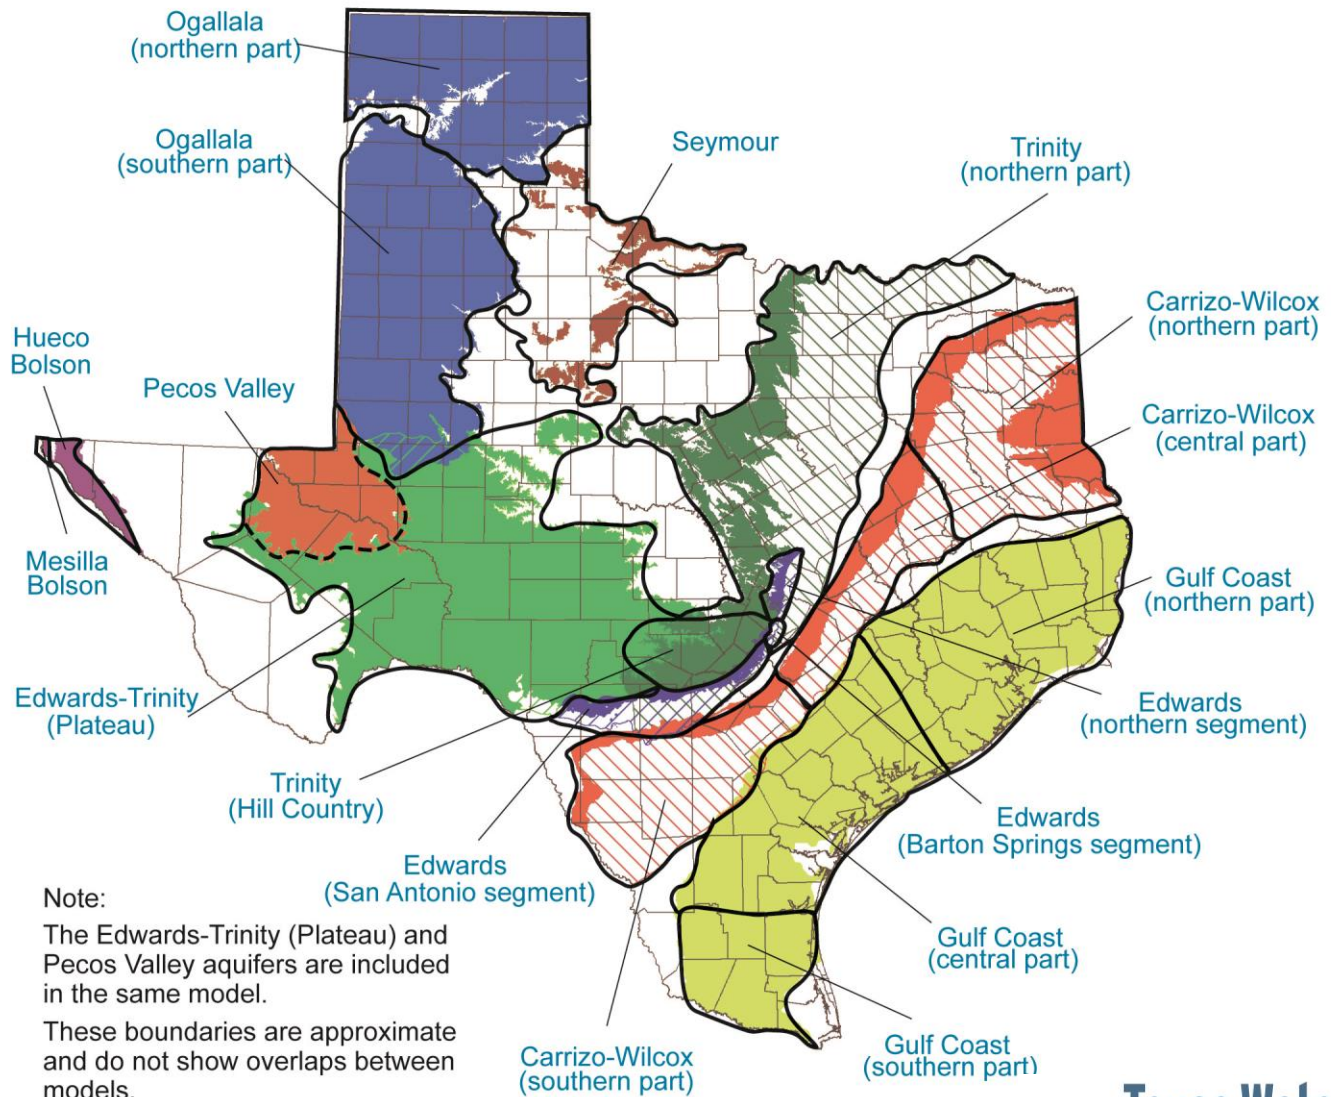 Ogallala
(northern part)
Ogallala
(southern part)
Seymour
Trinity
(northern part)
Carrizo-Wilcox
(northern part)
Hueco
Bolson
Pecos Valley
Carrizo-Wilcox
(central part)
Mesilla
Bolson
Gulf Coast
(northern part)
Edwards-Trinity
(Plateau)
Edwards
(northern segment)
Trinity
(Hill Country)
Edwards
(Barton Springs segment)
Edwards
(San Antonio segment)
Gulf Coast
(central part)
Gulf Coast
(southern part)
Carrizo-Wilcox
(southern part)
Note:
The Edwards-Trinity (Plateau) and
Pecos Valley aquifers are included
in the same model.
These boundaries are approximate
and do not show overlaps between
models.
Texas